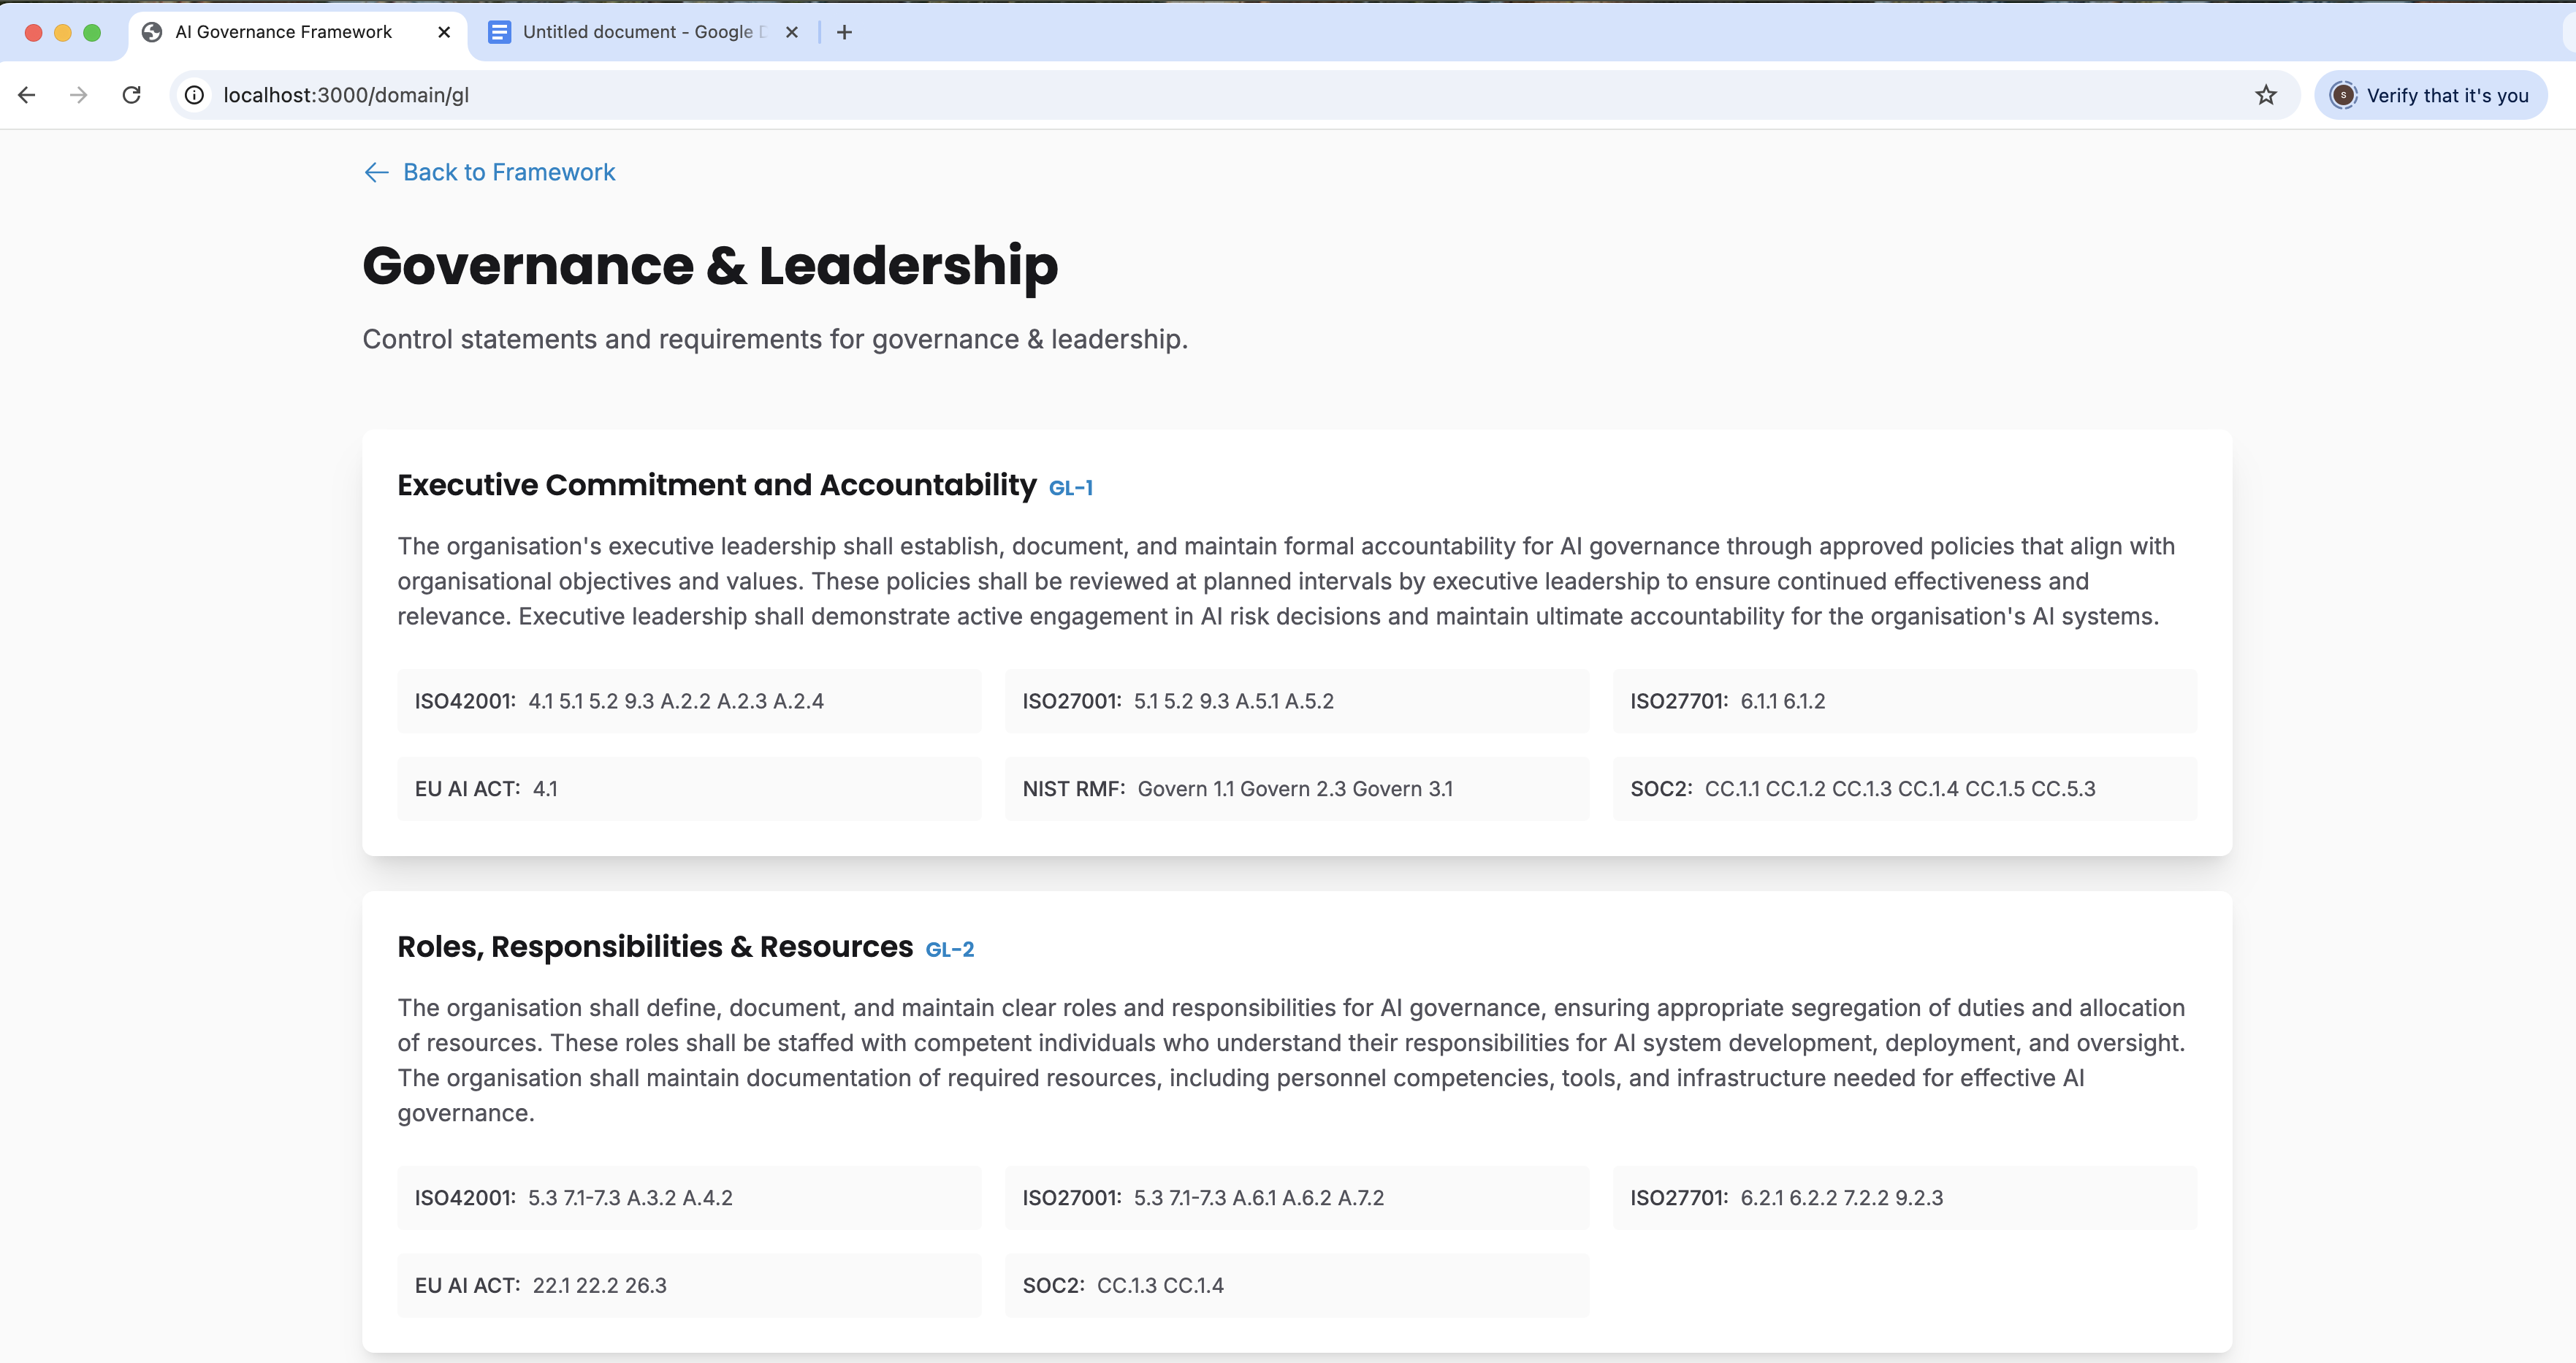 AI Governance Framework
Untitled document - Google
localhost:3000/domain/gl
S
Verify that it's you
Back to Framework
Governance & Leadership
Control statements and requirements for governance & leadership.
Executive Commitment and Accountability GL-1
The organisation's executive leadership shall establish, document, and maintain formal accountability for AI governance through approved policies that align with
organisational objectives and values. These policies shall be reviewed at planned intervals by executive leadership to ensure continued effectiveness and
relevance. Executive leadership shall demonstrate active engagement in AI risk decisions and maintain ultimate accountability for the organisation's AI systems.
ISO42001: 4.1 5.1 5.2 9.3 A.2.2 A.2.3 A.2.4
ISO27001: 5.1 5.2 9.3 A.5.1 A.5.2
ISO27701: 6.1.1 6.1.2
EU AI ACT: 4.1
NIST RMF: Govern 1.1 Govern 2.3 Govern 3.1
SOC2: CC.1.1 CC.1.2 CC.1.3 CC.1.4 CC.1.5 CC.5.3
Roles, Responsibilities & Resources GL-2
The organisation shall define, document, and maintain clear roles and responsibilities for AI governance, ensuring appropriate segregation of duties and allocation
of resources. These roles shall be staffed with competent individuals who understand their responsibilities for AI system development, deployment, and oversight.
The organisation shall maintain documentation of required resources, including personnel competencies, tools, and infrastructure needed for effective AI
governance.
ISO42001: 5.3 7.1-7.3 A.3.2 A.4.2
ISO27001: 5.3 7.1-7.3 A.6.1 A.6.2 A.7.2
ISO27701: 6.2.1 6.2.2 7.2.2 9.2.3
EU AI ACT: 22.1 22.2 26.3
SOC2: CC.1.3 CC.1.4